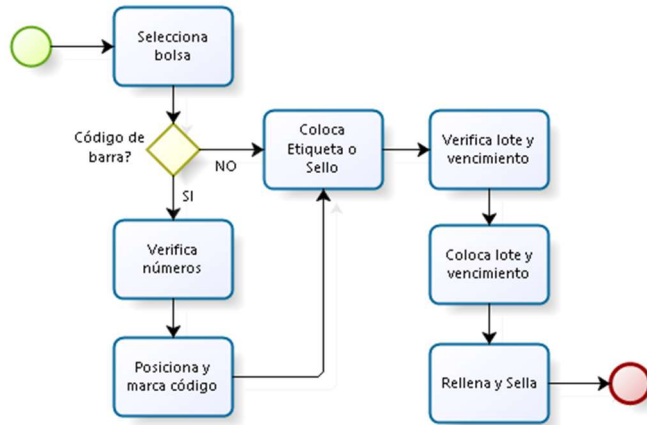 Selecciona
bolsa
Código de
barra?
NO
SI
Verifica
números
Posiciona y
marca código
Coloca
Etiqueta o
Sello
Verifica lote y
vencimiento
Coloca lote y
vencimiento
Rellena y Sella